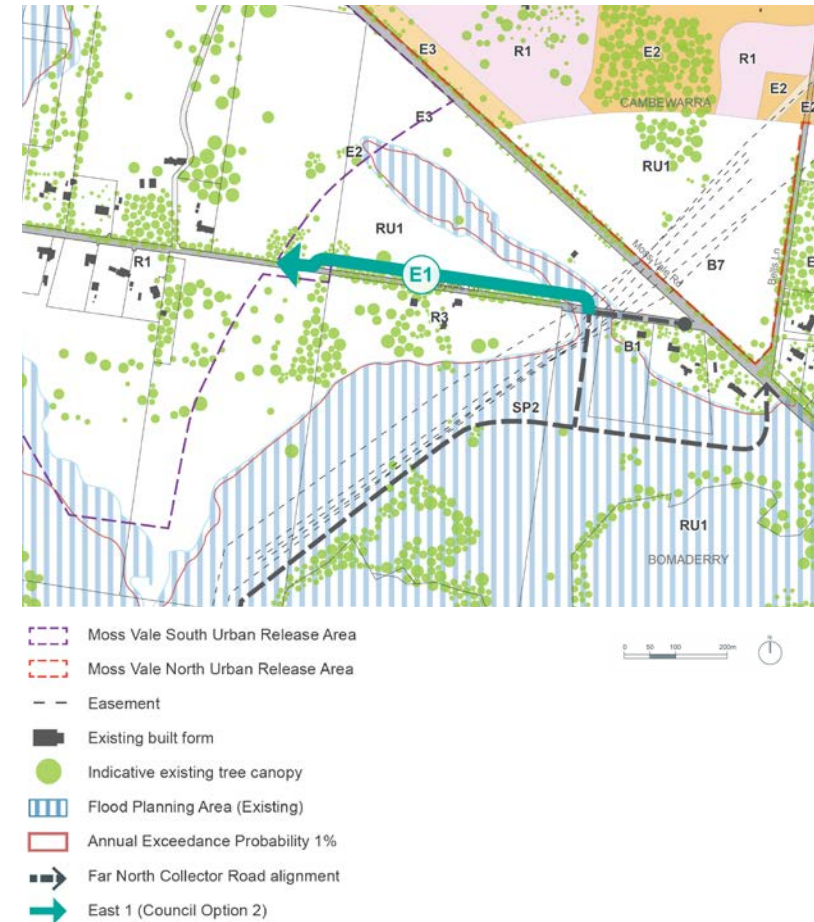 E3
R1
E2
R1
E2
E2
CAMBEWARRA
E3
E2
RU1
RU1
Moss Vale Rd
B7
Bells Ln
E
R1
E1
R3
B1
SP2
RU1
BOMADERRY
Moss Vale South Urban Release Area
0 50 100 200m
N
Moss Vale North Urban Release Area
Easement
Existing built form
Indicative existing tree canopy
Flood Planning Area (Existing)
Annual Exceedance Probability 1%
Far North Collector Road alignment
East 1 (Council Option 2)